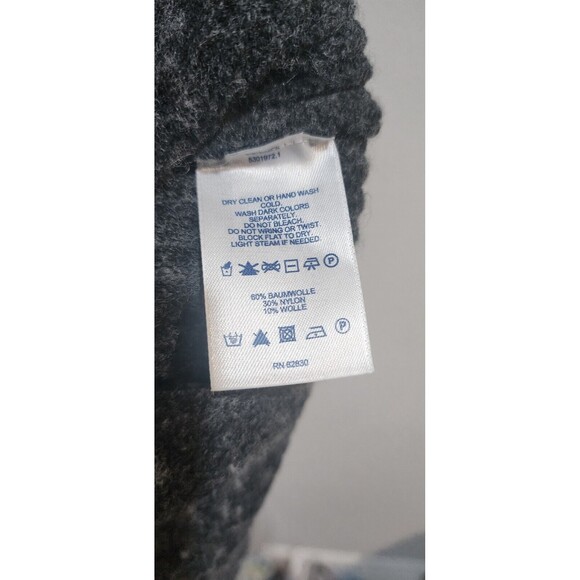 DRY CLEAN OR HAND WASH
COLD.
WASH DARK COLORS
SEPARATELY.
DO NOT BLEACH.
DO NOT WRING OR TWIST.
BLOCK FLAT TO DRY.
LIGHT STEAM IF NEEDED.
P
60% BAUMWOLLE
30% NYLON
10% WOLLE
P
RN 82830